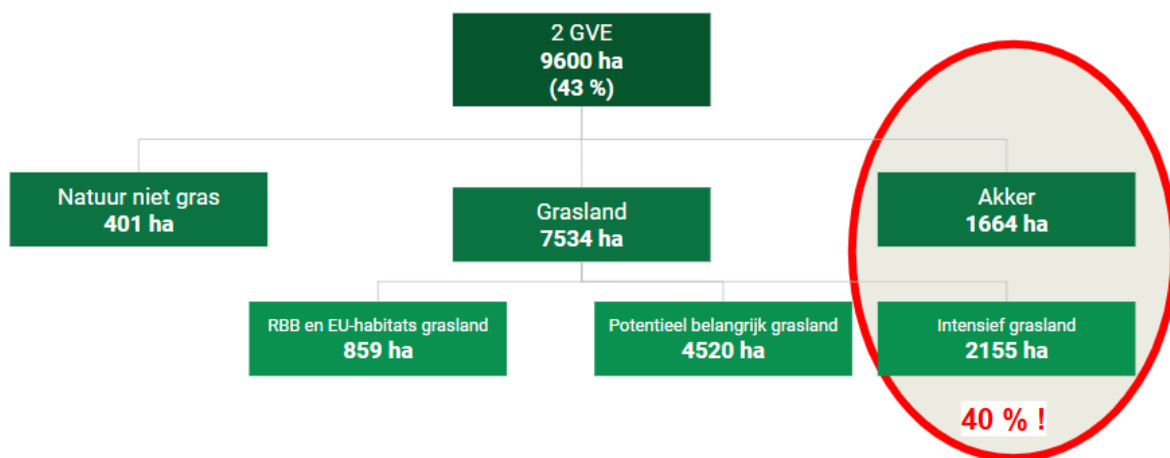 2 GVE
9600 ha
(43 %)
Natuur niet gras
401 ha
Grasland
7534 ha
Akker
1664 ha
RBB en EU-habitats grasland
859 ha
Potentieel belangrijk grasland
4520 ha
Intensief grasland
2155 ha
40 % !